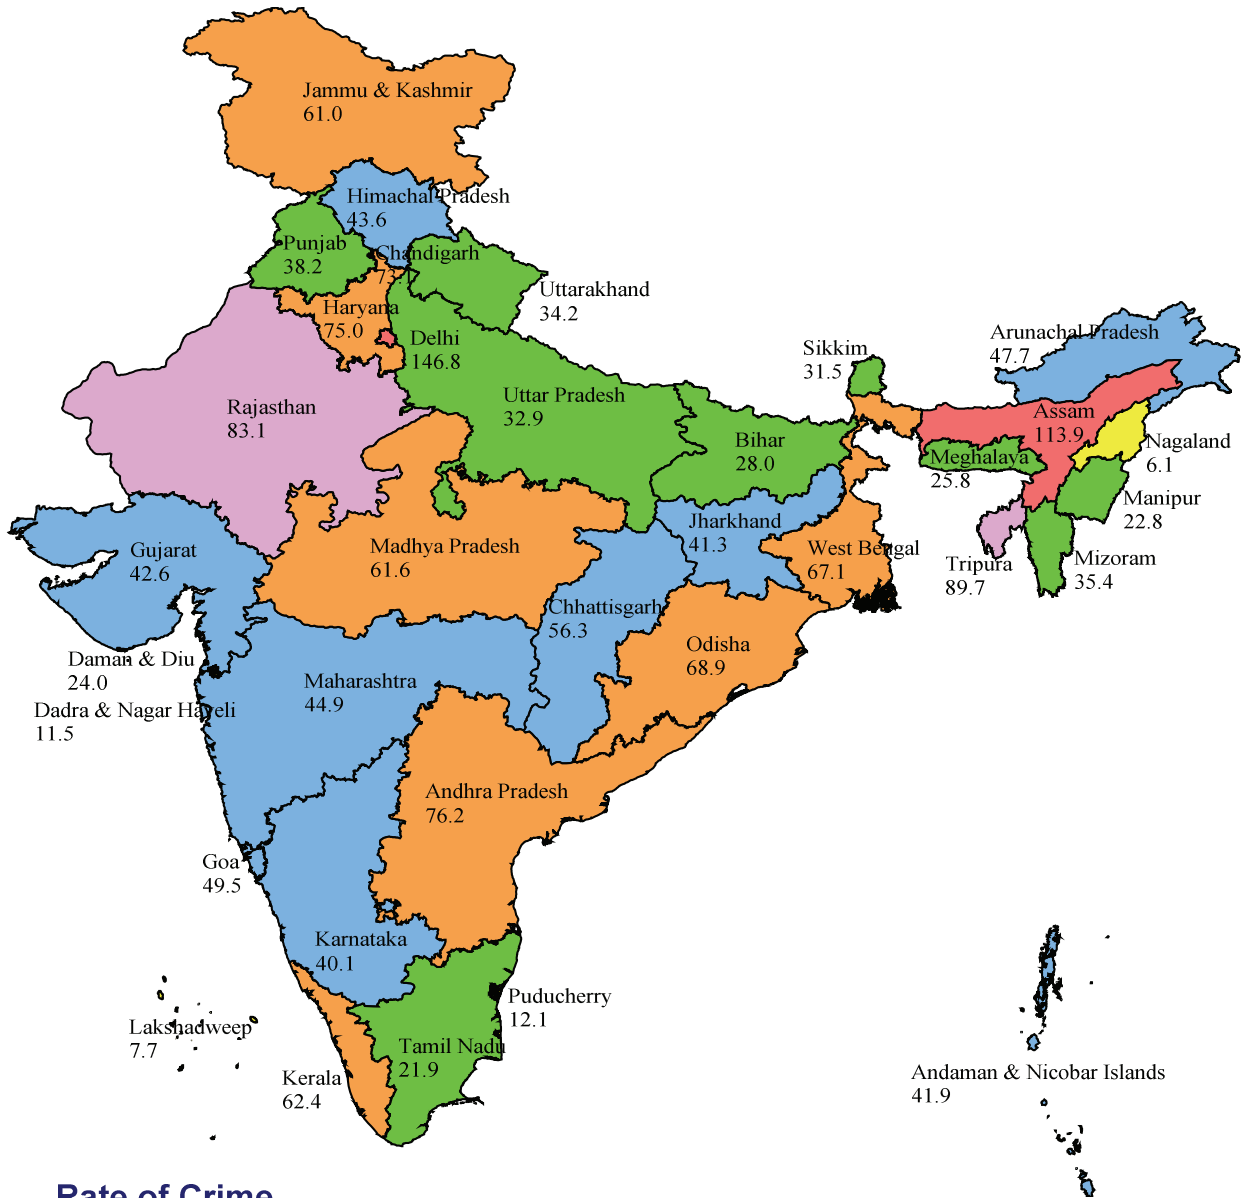 Jammu & Kashmir
61.0
Himachal Pradesh
43.6
Punjab
38.2
Chandigarh
Uttarakhand
34.2
Haryana
75.0
Delhi
146.8
Rajasthan
83.1
Uttar Pradesh
32.9
Bihar
28.0
Sikkim
31.5
Arunachal Pradesh
47.7
Assam
113.9
Nagaland
6.1
Meghalaya
25.8
Manipur
22.8
Mizoram
35.4
Tripura
89.7
Gujarat
42.6
Madhya Pradesh
61.6
Jharkhand
41.3
West Bengal
67.1
Chhattisgarh
56.3
Odisha
68.9
Daman & Diu
24.0
Dadra & Nagar Haveli
11.5
Maharashtra
44.9
Andhra Pradesh
76.2
Goa
49.5
Karnataka
40.1
Puducherry
12.1
Lakshadweep
7.7
Tamil Nadu
21.9
Kerala
62.4
Andaman & Nicobar Islands
41.9
Rate of Crime